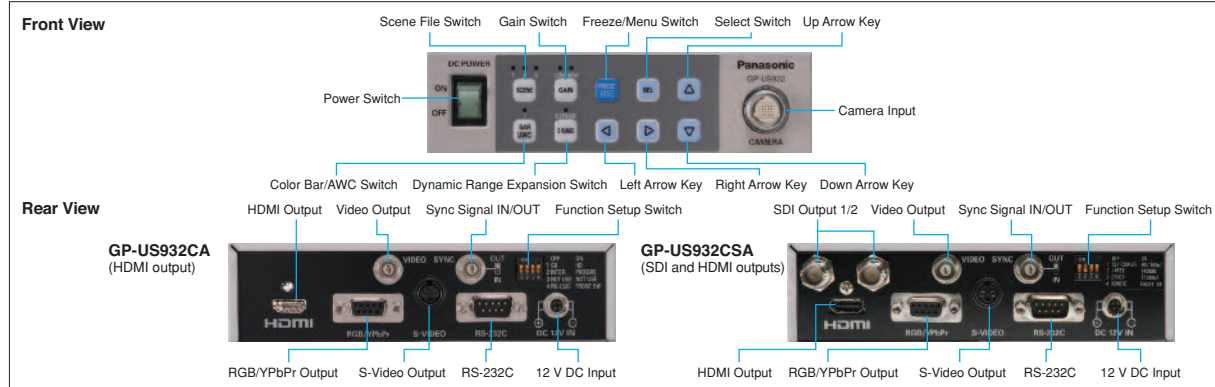 Front View
Scene File Switch Gain Switch Freeze/Menu Switch Select Switch Up Arrow Key
DC POWER
Panasonic
GP-US932
ON
OFF
SCENE GAIN FREEZE MENU SEL
Power Switch
Camera Input
BAR AWC
CAMERA
Color Bar/AWC Switch Dynamic Range Expansion Switch Left Arrow Key Right Arrow Key Down Arrow Key
Rear View
HDMI Output Video Output Sync Signal IN/OUT Function Setup Switch
SDI Output 1/2 Video Output Sync Signal IN/OUT Function Setup Switch
GP-US932CA
(HDMI output)
VIDEO SYNC OUT IN
HDMI
RGB/YPbPr S-VIDEO RS-232C DC 12V IN
GP-US932CSA
(SDI and HDMI outputs)
VIDEO SYNC OUT IN
HDMI
RGB/YPbPr S-VIDEO RS-232C DC 12V IN
RGB/YPbPr Output S-Video Output RS-232C 12 V DC Input
HDMI Output RGB/YPbPr Output S-Video Output RS-232C 12 V DC Input